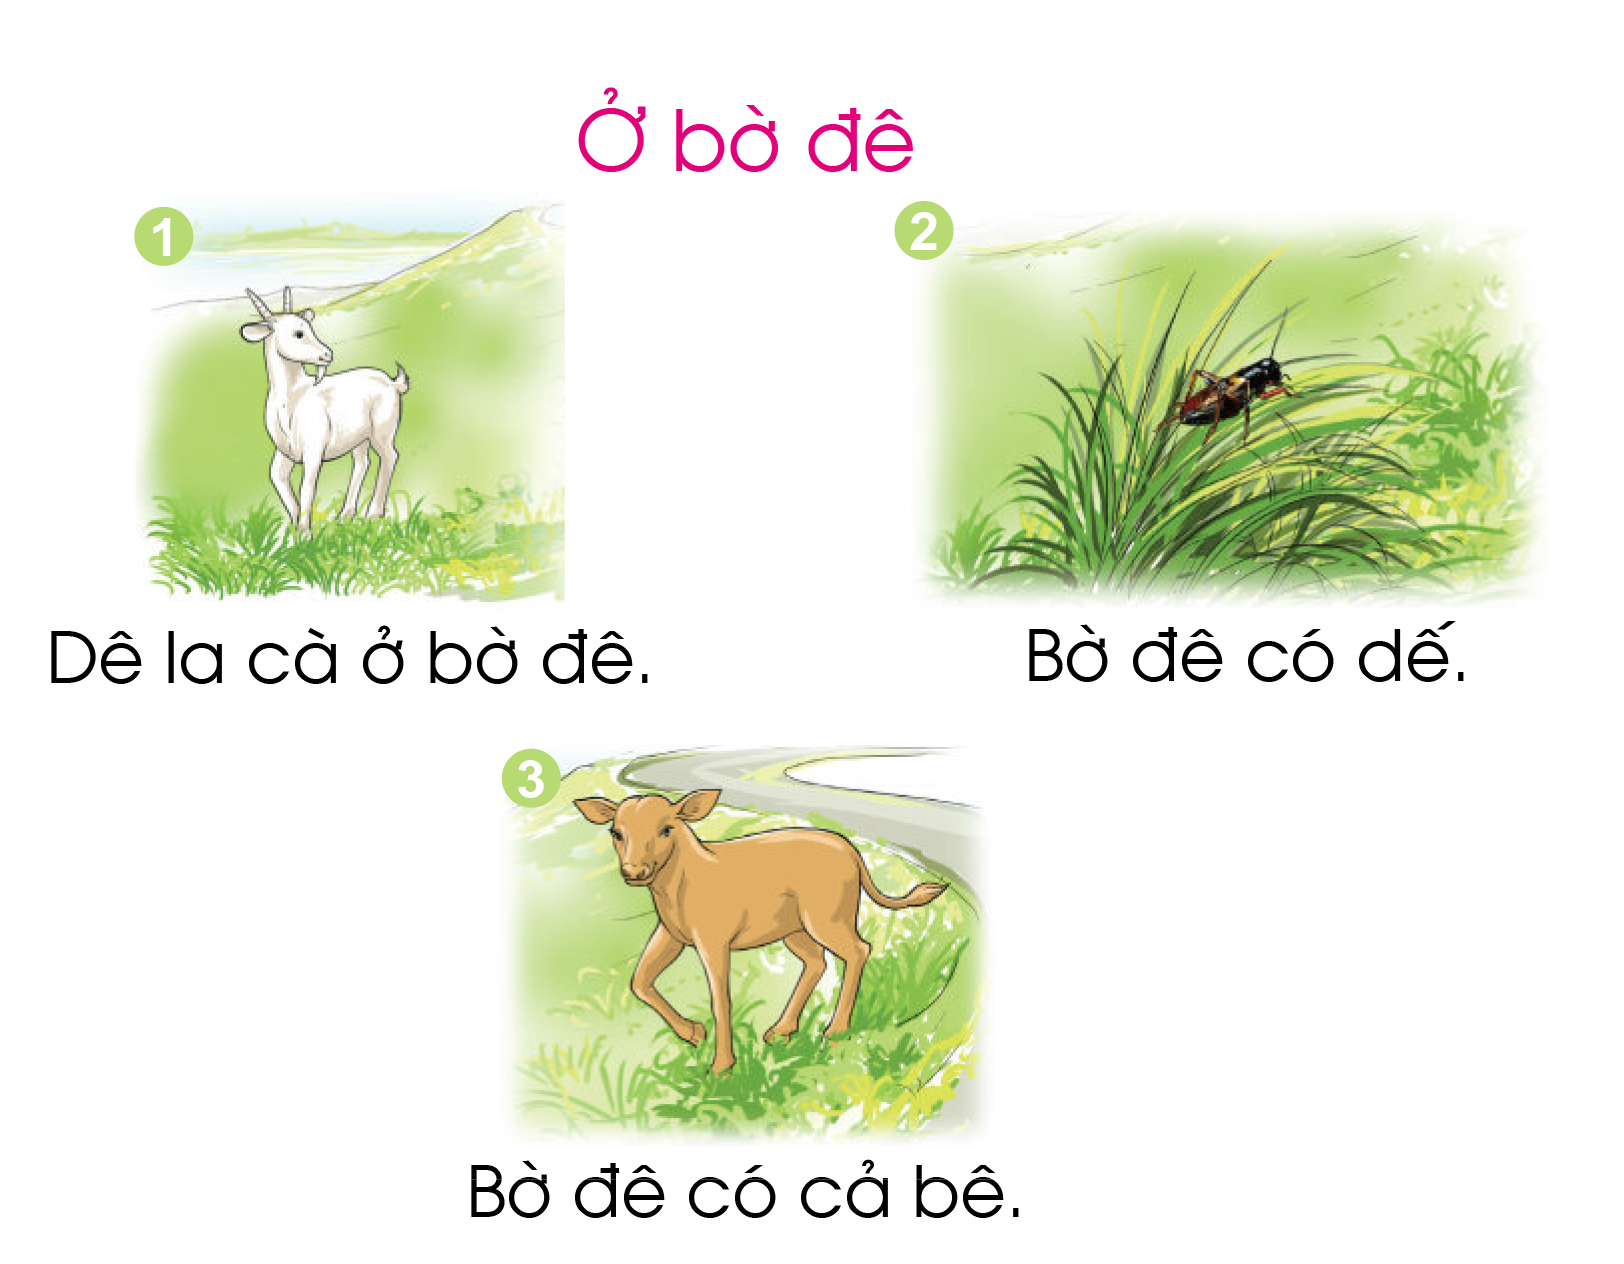 Ở bờ đê
1
2
Dê la cà ở bờ đê.
Bờ đê có dế.
3
Bờ đê có cả bê.